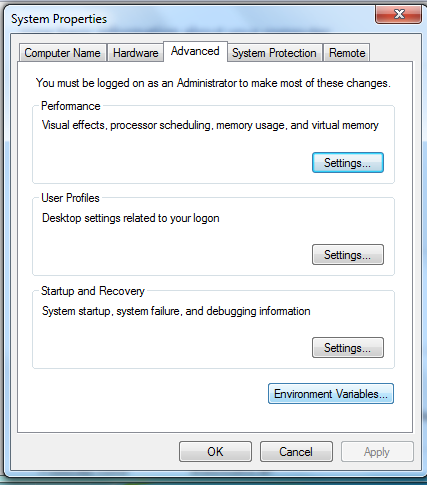 System Properties
Computer Name Hardware Advanced System Protection Remote
You must be logged on as an Administrator to make most of these changes.
Performance
Visual effects, processor scheduling, memory usage, and virtual memory
Settings...
User Profiles
Desktop settings related to your logon
Settings...
Startup and Recovery
System startup, system failure, and debugging information
Settings...
Environment Variables...
OK Cancel Apply